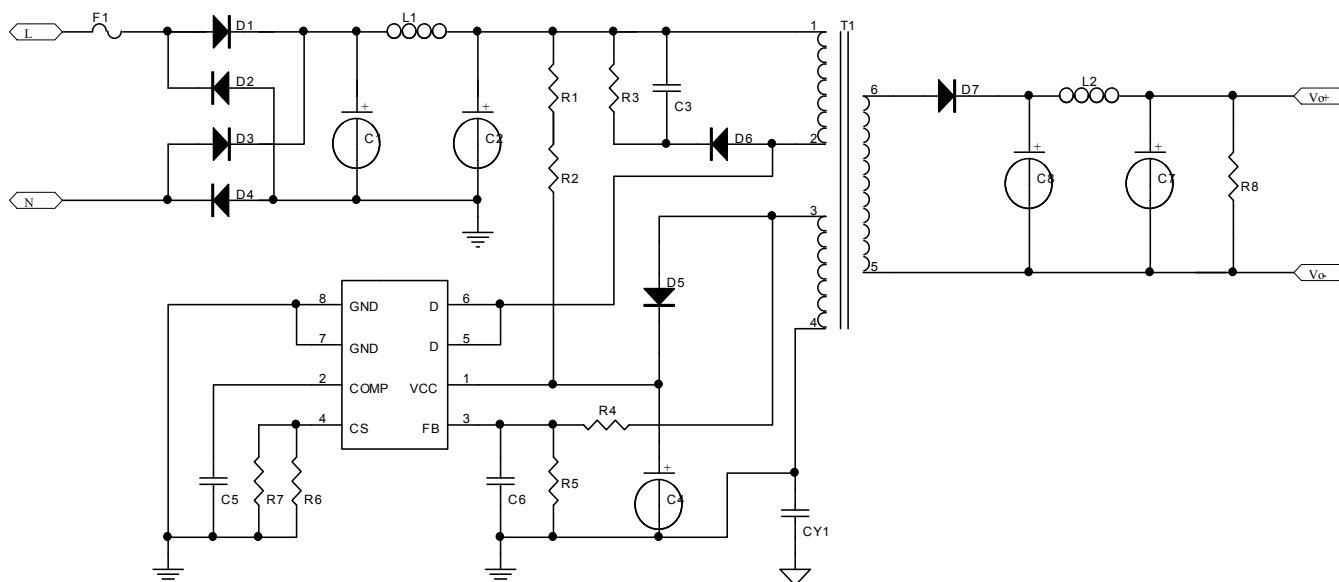 F1
L
D1
L1
1
T1
D2
R1
R3
C3
6
D7
L2
Vo+
D3
C1
C2
D6
2
R2
C8
C7
R8
N
D4
3
5
Vo-
D5
8
GND
D
6
7
GND
D
5
2
COMP
VCC
1
4
4
CS
FB
3
R4
C5
R7
R6
C6
R5
C4
CY1